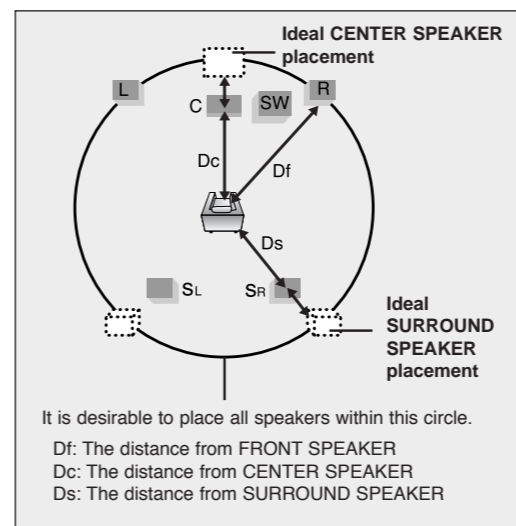 Ideal CENTER SPEAKER
placement
L
R
C
SW
Dc
Df
Ds
SL
SR
Ideal
SURROUND
SPEAKER
placement
It is desirable to place all speakers within this circle.
Df: The distance from FRONT SPEAKER
Dc: The distance from CENTER SPEAKER
Ds: The distance from SURROUND SPEAKER